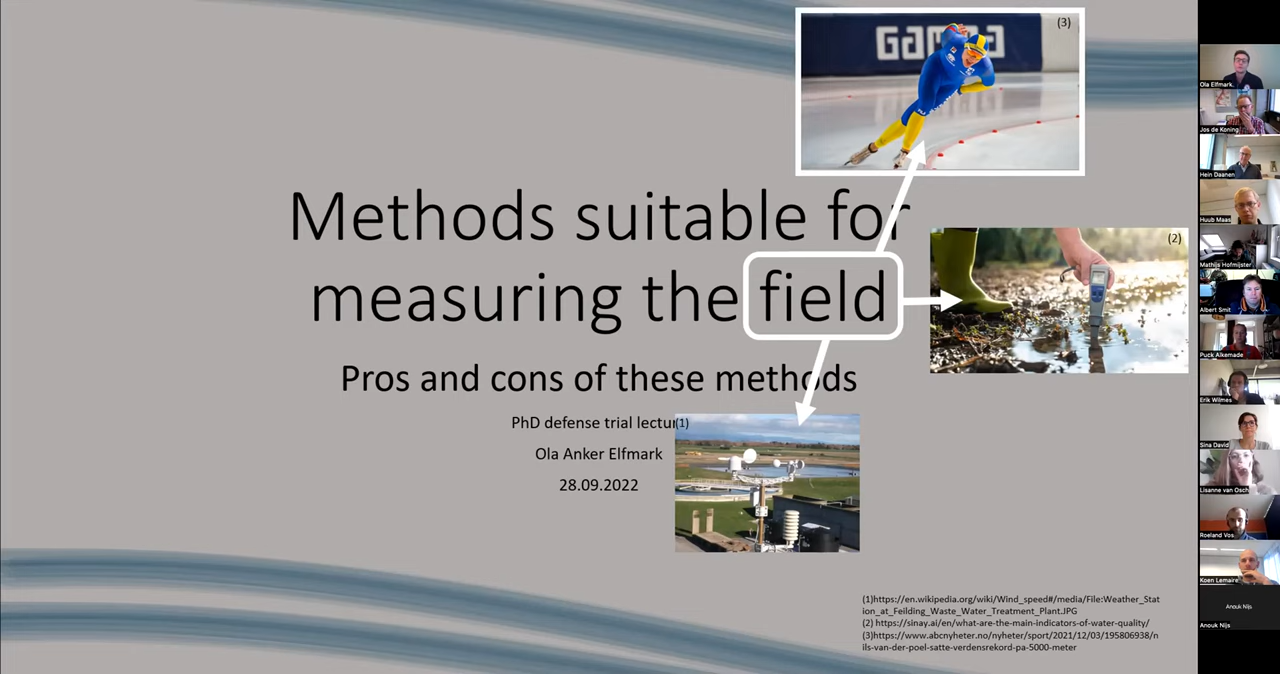 (3)
GAMMA
Methods suitable for
(2)
measuring the field
Pros and cons of these methods
PhD defense trial lectur
(1)
Ola Anker Elfmark
28.09.2022
(1)https://en.wikipedia.org/wiki/Wind_speed#/media/File:Weather_Stat
ion_at_Feilding_Waste_Water_Treatment_Plant.JPG
(2) https://sinay.ai/en/what-are-the-main-indicators-of-water-quality/
(3)https://www.abcnyheter.no/nyheter/sport/2021/12/03/195806938/n
ils-van-der-poel-satte-verdensrekord-pa-5000-meter
Ola Elfmark.
Jos de Koning
Hein Daanen
Huub Maas
Mathijs Hofmijster
Albert Smit
Puck Alkemade
Erik Wilmes
Sina David
Lisanne van Osch
Roeland Vos
Koen Lemaire
Anouk Nijs
Anouk Nijs